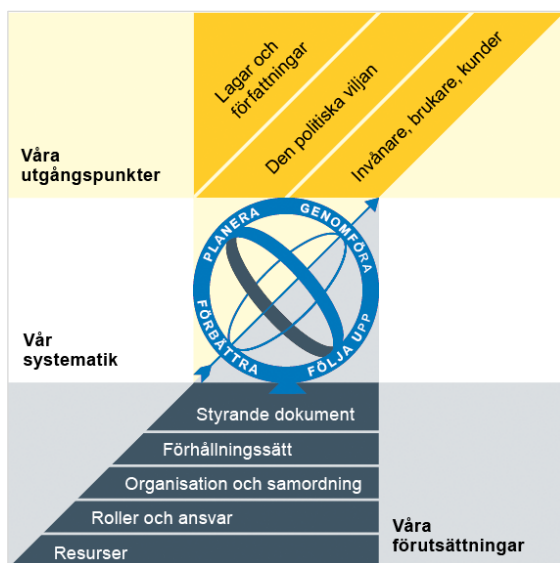 Lagar och
författningar
Den politiska viljan
Invånare, brukare, kunder
Våra
utgångspunkter
PLANERA
GENOMFÖRA
FÖLJA UPP
FÖRBÄTTRA
Vår
systematik
Styrande dokument
Förhållningssätt
Organisation och samordning
Roller och ansvar
Resurser
Våra
förutsättningar